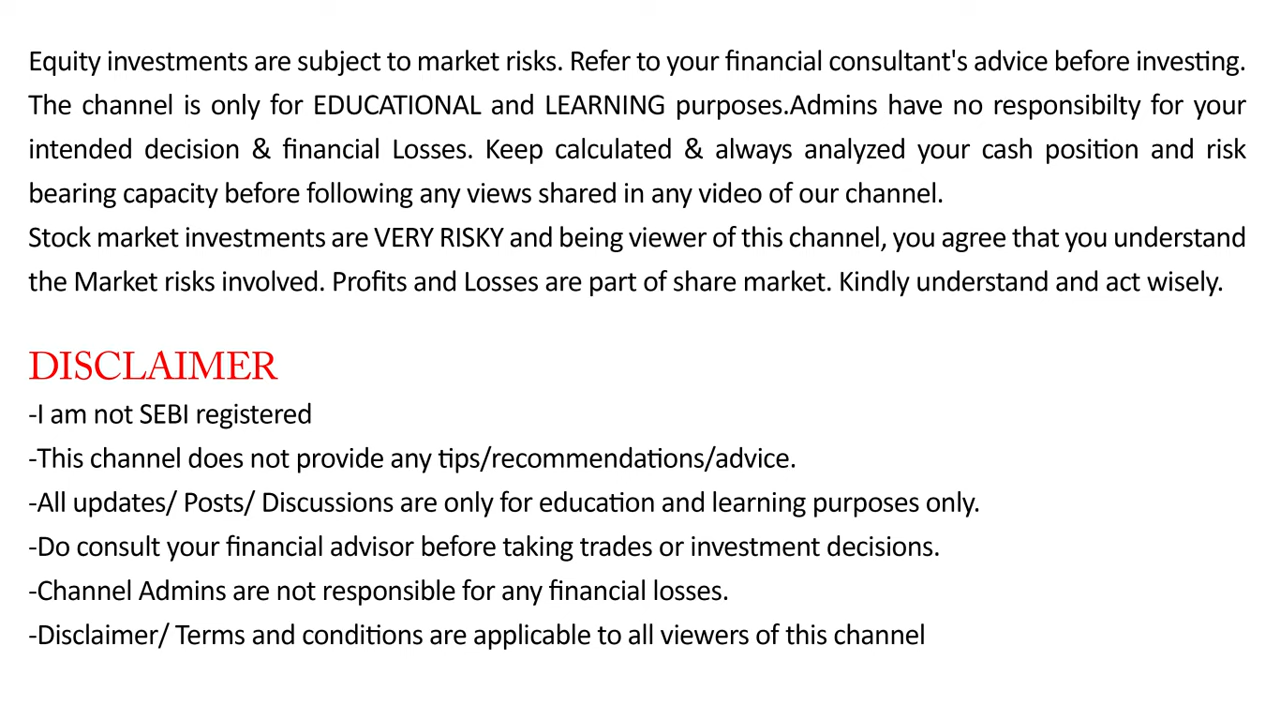 Equity investments are subject to market risks. Refer to your financial consultant's advice before investing.
The channel is only for EDUCATIONAL and LEARNING purposes.Admins have no responsibilty for your
intended decision & financial Losses. Keep calculated & always analyzed your cash position and risk
bearing capacity before following any views shared in any video of our channel.
Stock market investments are VERY RISKY and being viewer of this channel, you agree that you understand
the Market risks involved. Profits and Losses are part of share market. Kindly understand and act wisely.
DISCLAIMER
-I am not SEBI registered
-This channel does not provide any tips/recommendations/advice.
-All updates/ Posts/ Discussions are only for education and learning purposes only.
-Do consult your financial advisor before taking trades or investment decisions.
-Channel Admins are not responsible for any financial losses.
-Disclaimer/ Terms and conditions are applicable to all viewers of this channel